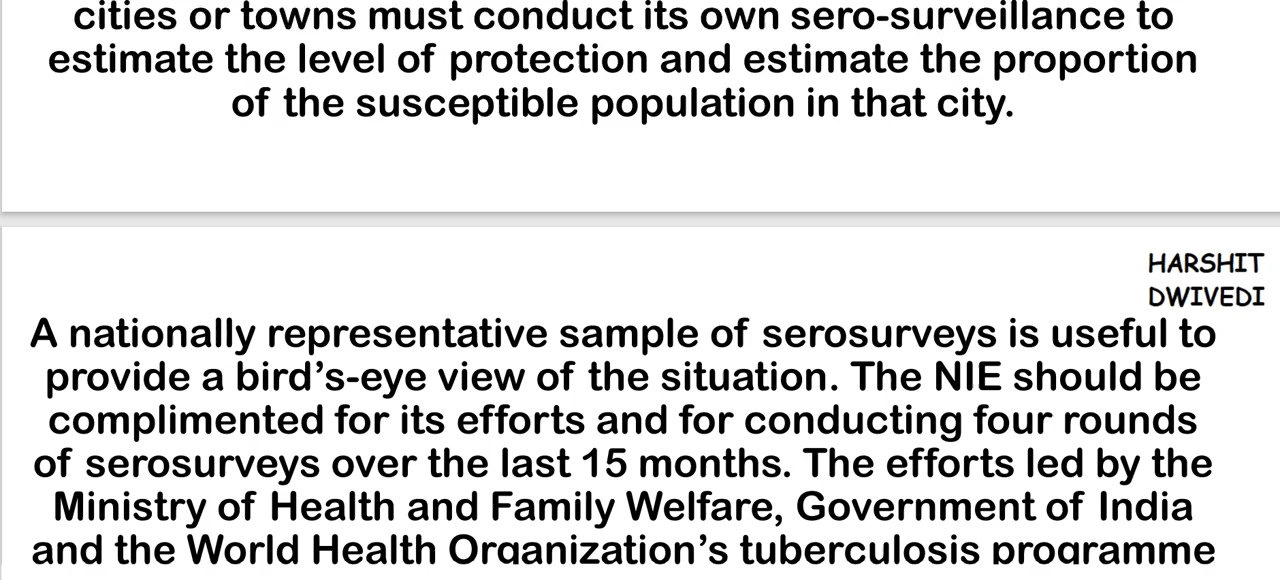 cities or towns must conduct its own sero-surveillance to
estimate the level of protection and estimate the proportion
of the susceptible population in that city.
HARSHIT
DWIVEDI
A nationally representative sample of serosurveys is useful to
provide a bird’s-eye view of the situation. The NIE should be
complimented for its efforts and for conducting four rounds
of serosurveys over the last 15 months. The efforts led by the
Ministry of Health and Family Welfare, Government of India
and the World Health Organization’s tuberculosis programme